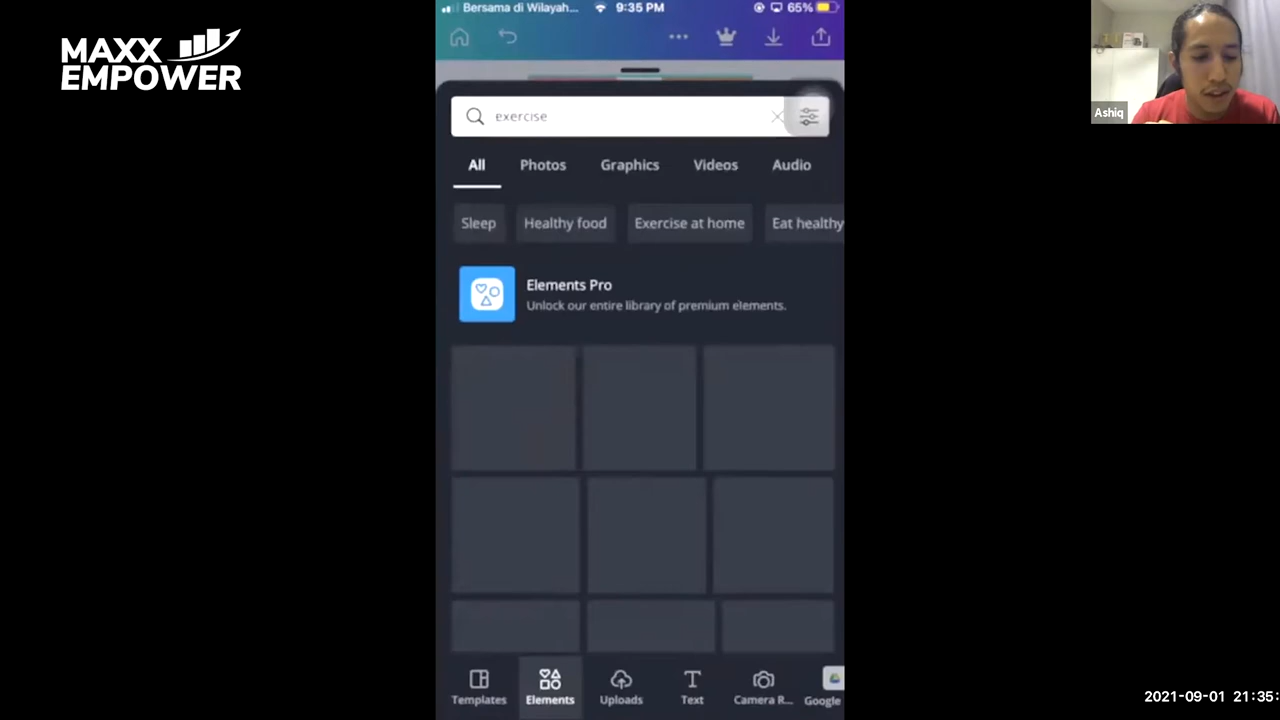 MAXX
EMPOWER
Bersama di Wilayah... 9:35 PM 65%
exercise
All Photos Graphics Videos Audio
Sleep Healthy food Exercise at home Eat healthy
Elements Pro
Unlock our entire library of premium elements.
Templates Elements Uploads Text Camera R... Google
Ashiq
2021-09-01 21:35: